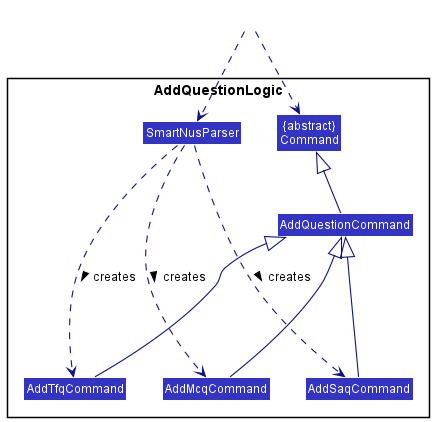 AddQuestionLogic
SmartNusParser
{abstract}
Command
AddQuestionCommand
creates
creates
creates
AddTfqCommand
AddMcqCommand
AddSaqCommand